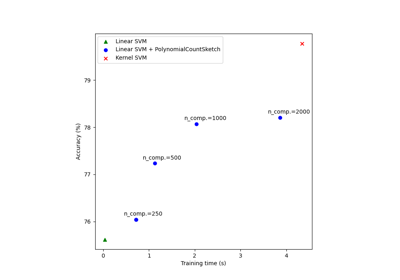 Linear SVM
Linear SVM + PolynomialCountSketch
Kernel SVM
79
78
77
76
Accuracy (%)
n_comp.=2000
n_comp.=1000
n_comp.=500
n_comp.=250
0 1 2 3 4
Training time (s)